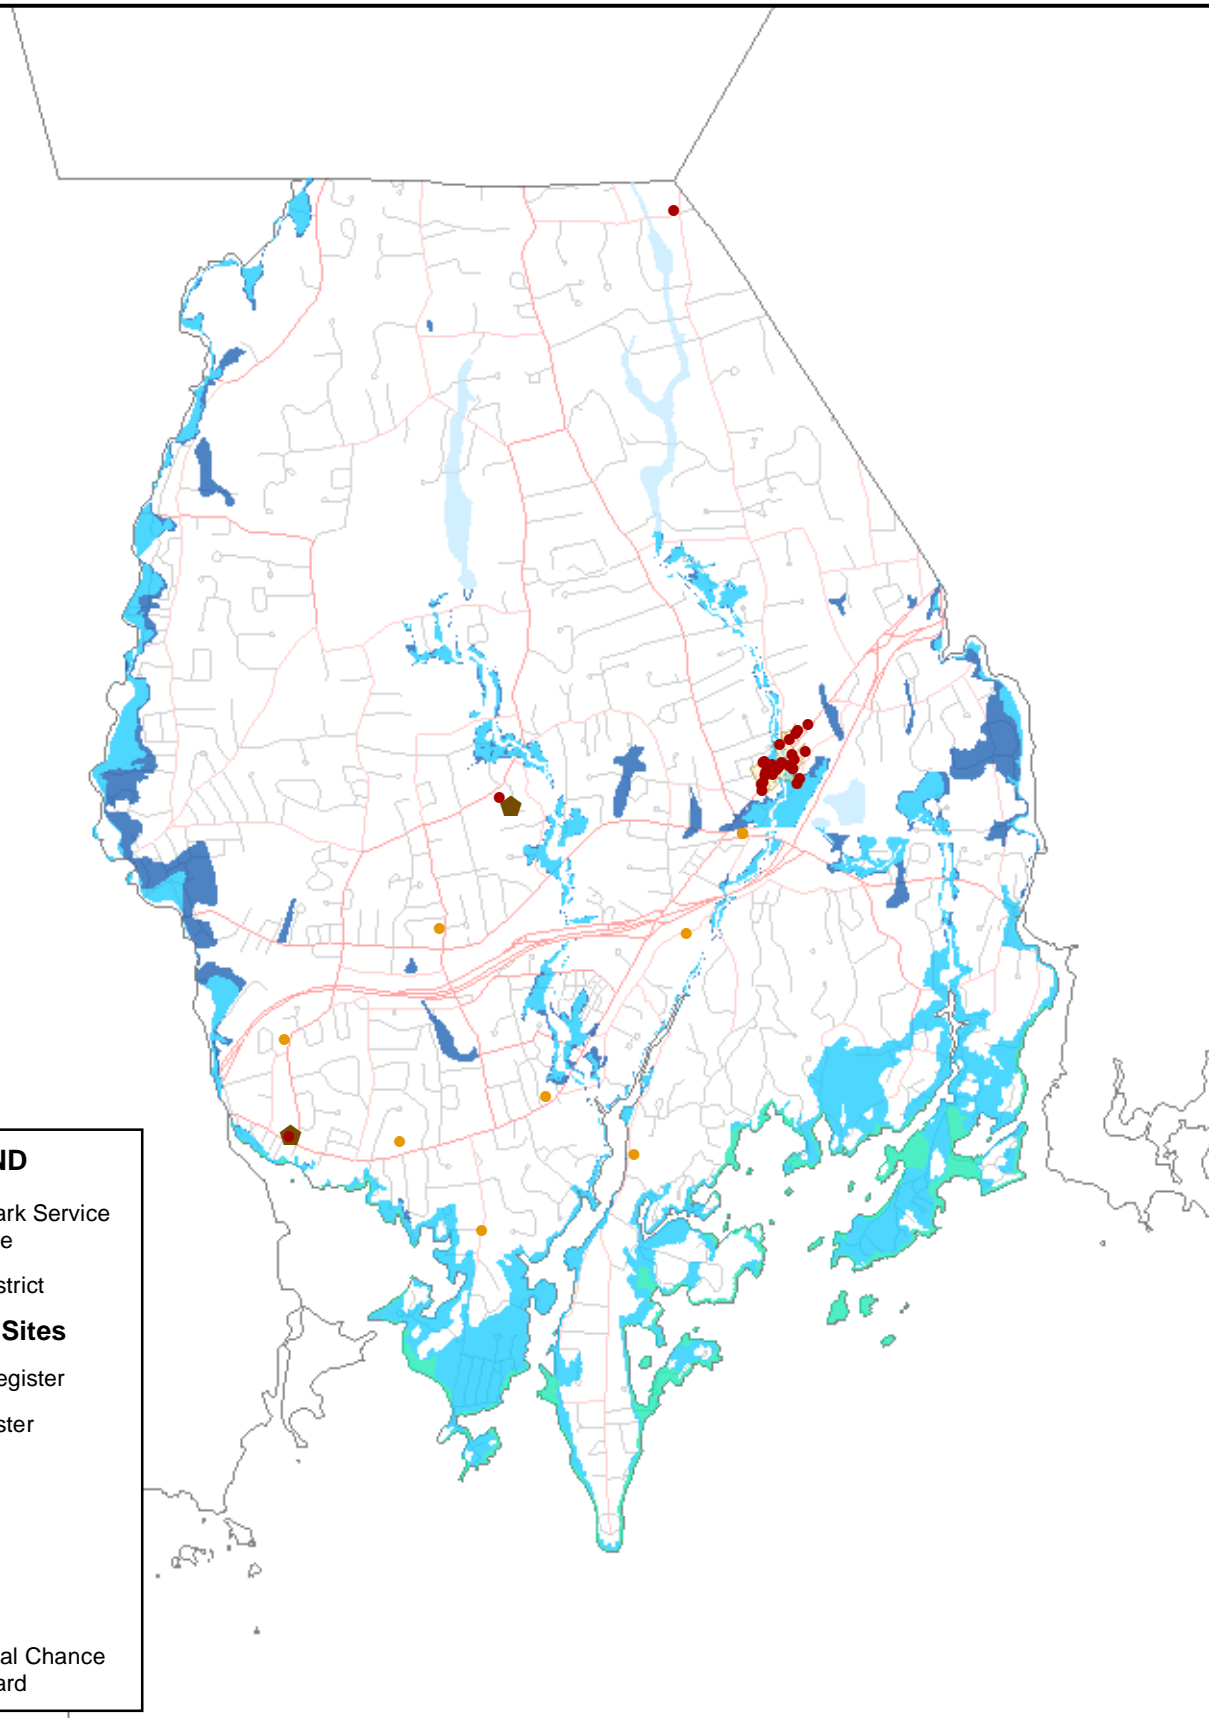 ND
ark Service
e
strict
Sites
egister
ster
al Chance
ard